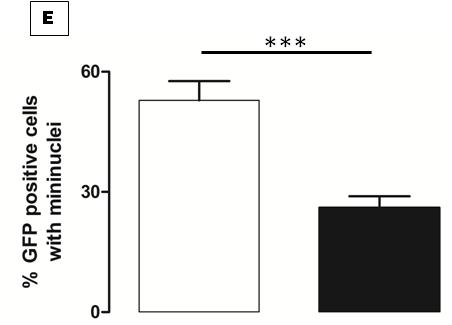 E
***
60
30
0
% GFP positive cells
with mininuclei